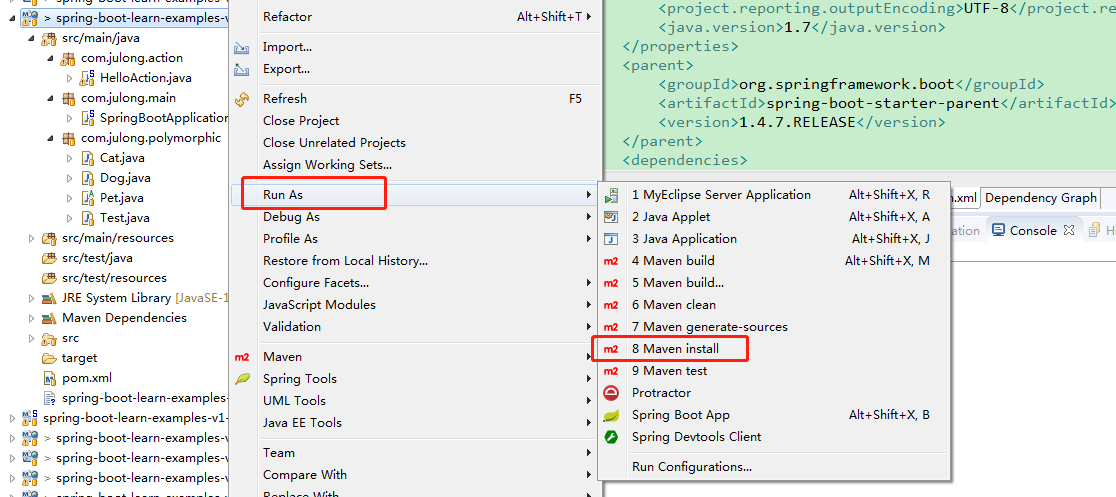 > spring-boot-learn-examples-v
src/main/java
com.julong.action
HelloAction.java
com.julong.main
SpringBootApplication
com.julong.polymorphic
Cat.java
Dog.java
Pet.java
Test.java
src/main/resources
src/test/java
src/test/resources
JRE System Library [JavaSE-1
Maven Dependencies
src
target
pom.xml
spring-boot-learn-examples-
spring-boot-learn-examples-v1-
> spring-boot-learn-examples-v
> spring-boot-learn-examples-v
> spring-boot-learn-examples-v
Refactor Alt+Shift+T
Import...
Export...
Refresh F5
Close Project
Close Unrelated Projects
Assign Working Sets...
Run As
Debug As
Profile As
Restore from Local History...
Configure Facets...
JavaScript Modules
Validation
Maven
Spring Tools
UML Tools
Java EE Tools
Team
Compare With
Replace With
<project.reporting.outputEncoding>UTF-8</project.re
<java.version>1.7</java.version>
</properties>
<parent>
<groupId>org.springframework.boot</groupId>
<artifactId>spring-boot-starter-parent</artifactId>
<version>1.4.7.RELEASE</version>
</parent>
<dependencies>
.xml Dependency Graph
ation Console H
1 MyEclipse Server Application Alt+Shift+X, R
2 Java Applet Alt+Shift+X, A
3 Java Application Alt+Shift+X, J
4 Maven build Alt+Shift+X, M
5 Maven build...
6 Maven clean
7 Maven generate-sources
8 Maven install
9 Maven test
Protractor
Spring Boot App Alt+Shift+X, B
Spring Devtools Client
Run Configurations...